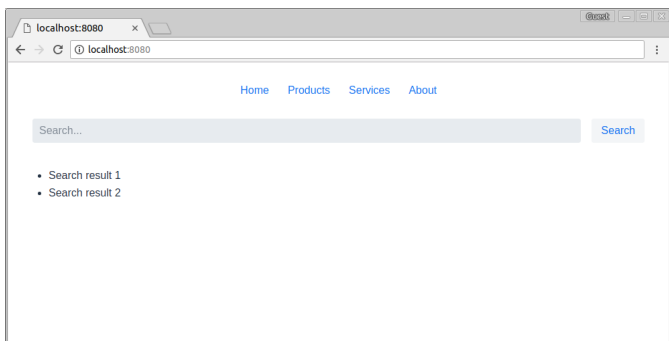 Guest
localhost:8080
localhost:8080
Home Products Services About
Search... Search
Search result 1
Search result 2